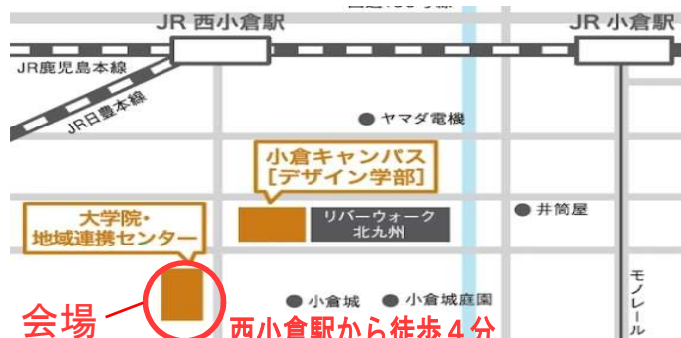 JR 西小倉駅
JR 小倉駅
JR鹿児島本線
JR日豊本線
ヤマダ電機
小倉キャンパス
[デザイン学部]
大学院・
地域連携センター
リバーウォーク
北九州
井筒屋
小倉城
小倉城庭園
モノレール
会場
西小倉駅から徒歩4分